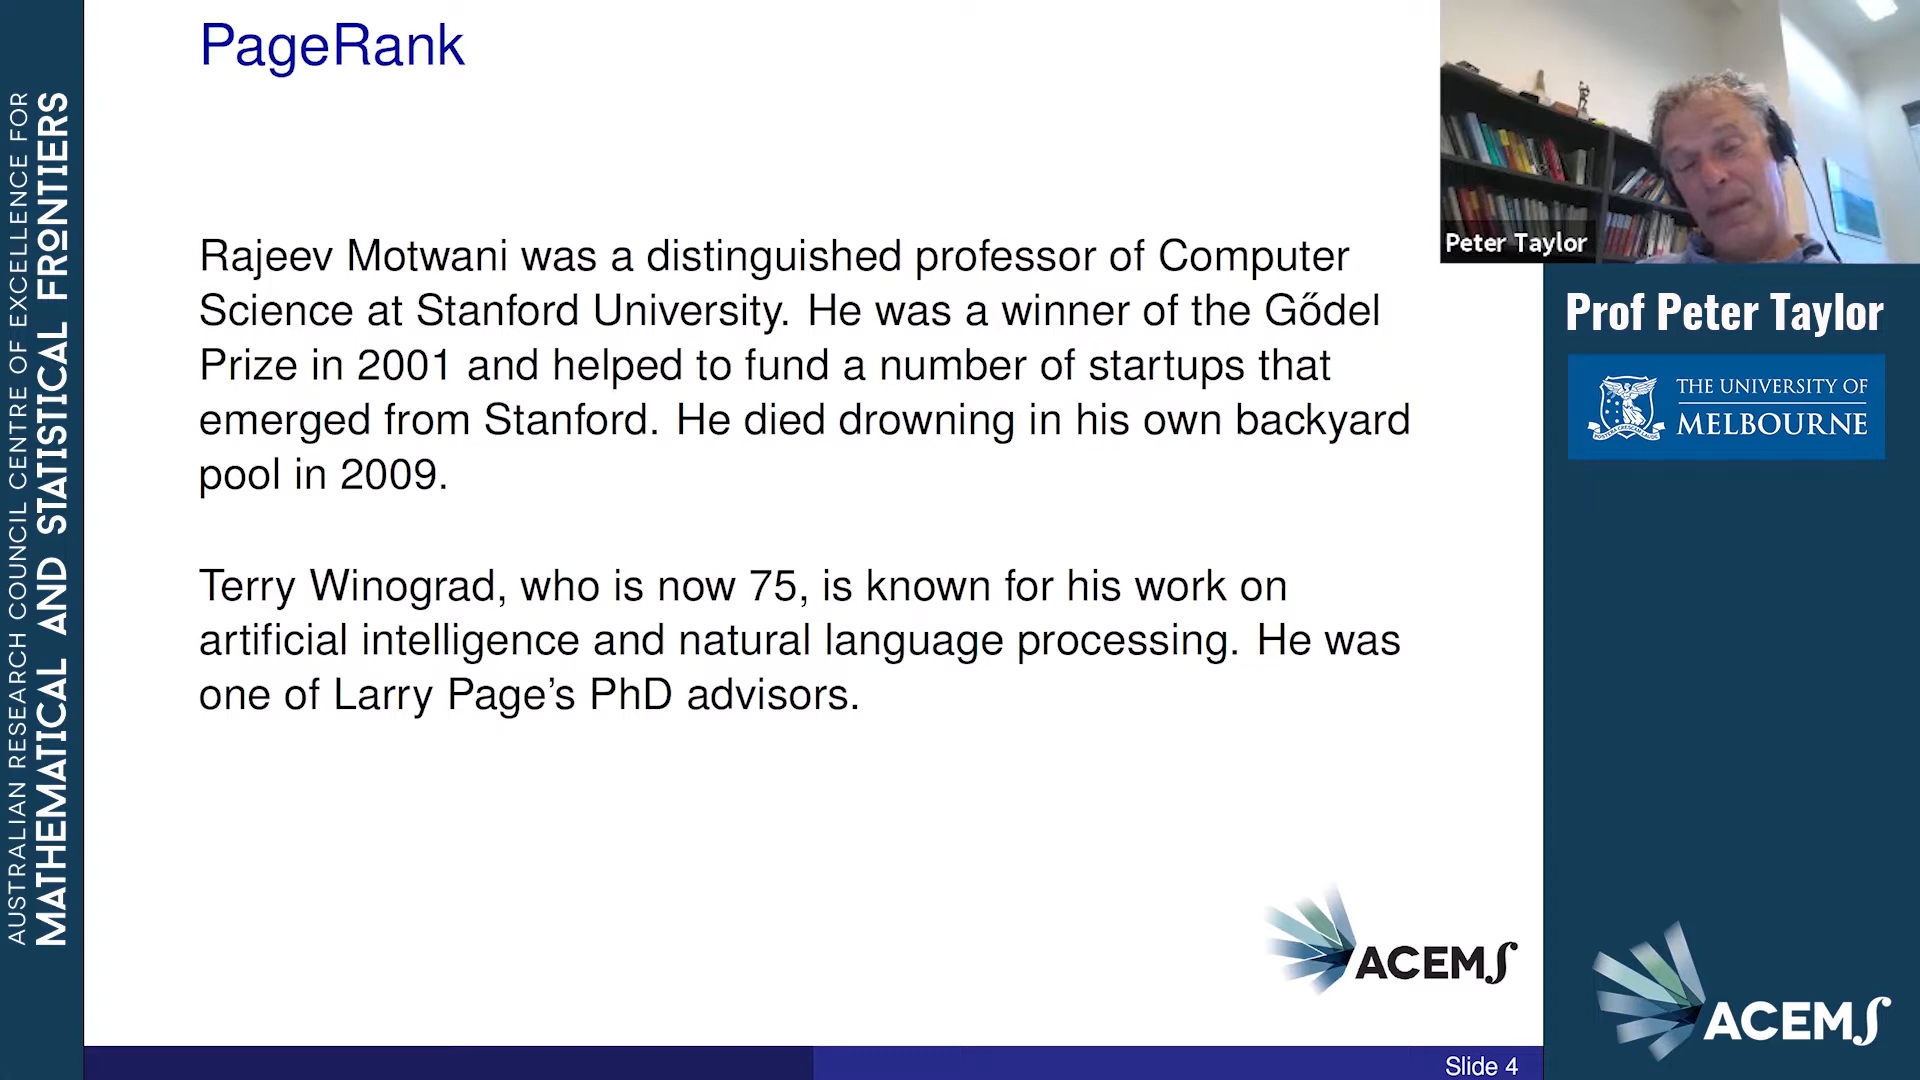 PageRank
Rajeev Motwani was a distinguished professor of Computer
Science at Stanford University. He was a winner of the Gődel
Prize in 2001 and helped to fund a number of startups that
emerged from Stanford. He died drowning in his own backyard
pool in 2009.
Terry Winograd, who is now 75, is known for his work on
artificial intelligence and natural language processing. He was
one of Larry Page’s PhD advisors.
ACEMS
Slide 4
AUSTRALIAN RESEARCH COUNCIL CENTRE OF EXCELLENCE FOR
MATHEMATICAL AND STATISTICAL FRONTIERS
Peter Taylor
Prof Peter Taylor
THE UNIVERSITY OF
MELBOURNE
ACEMS